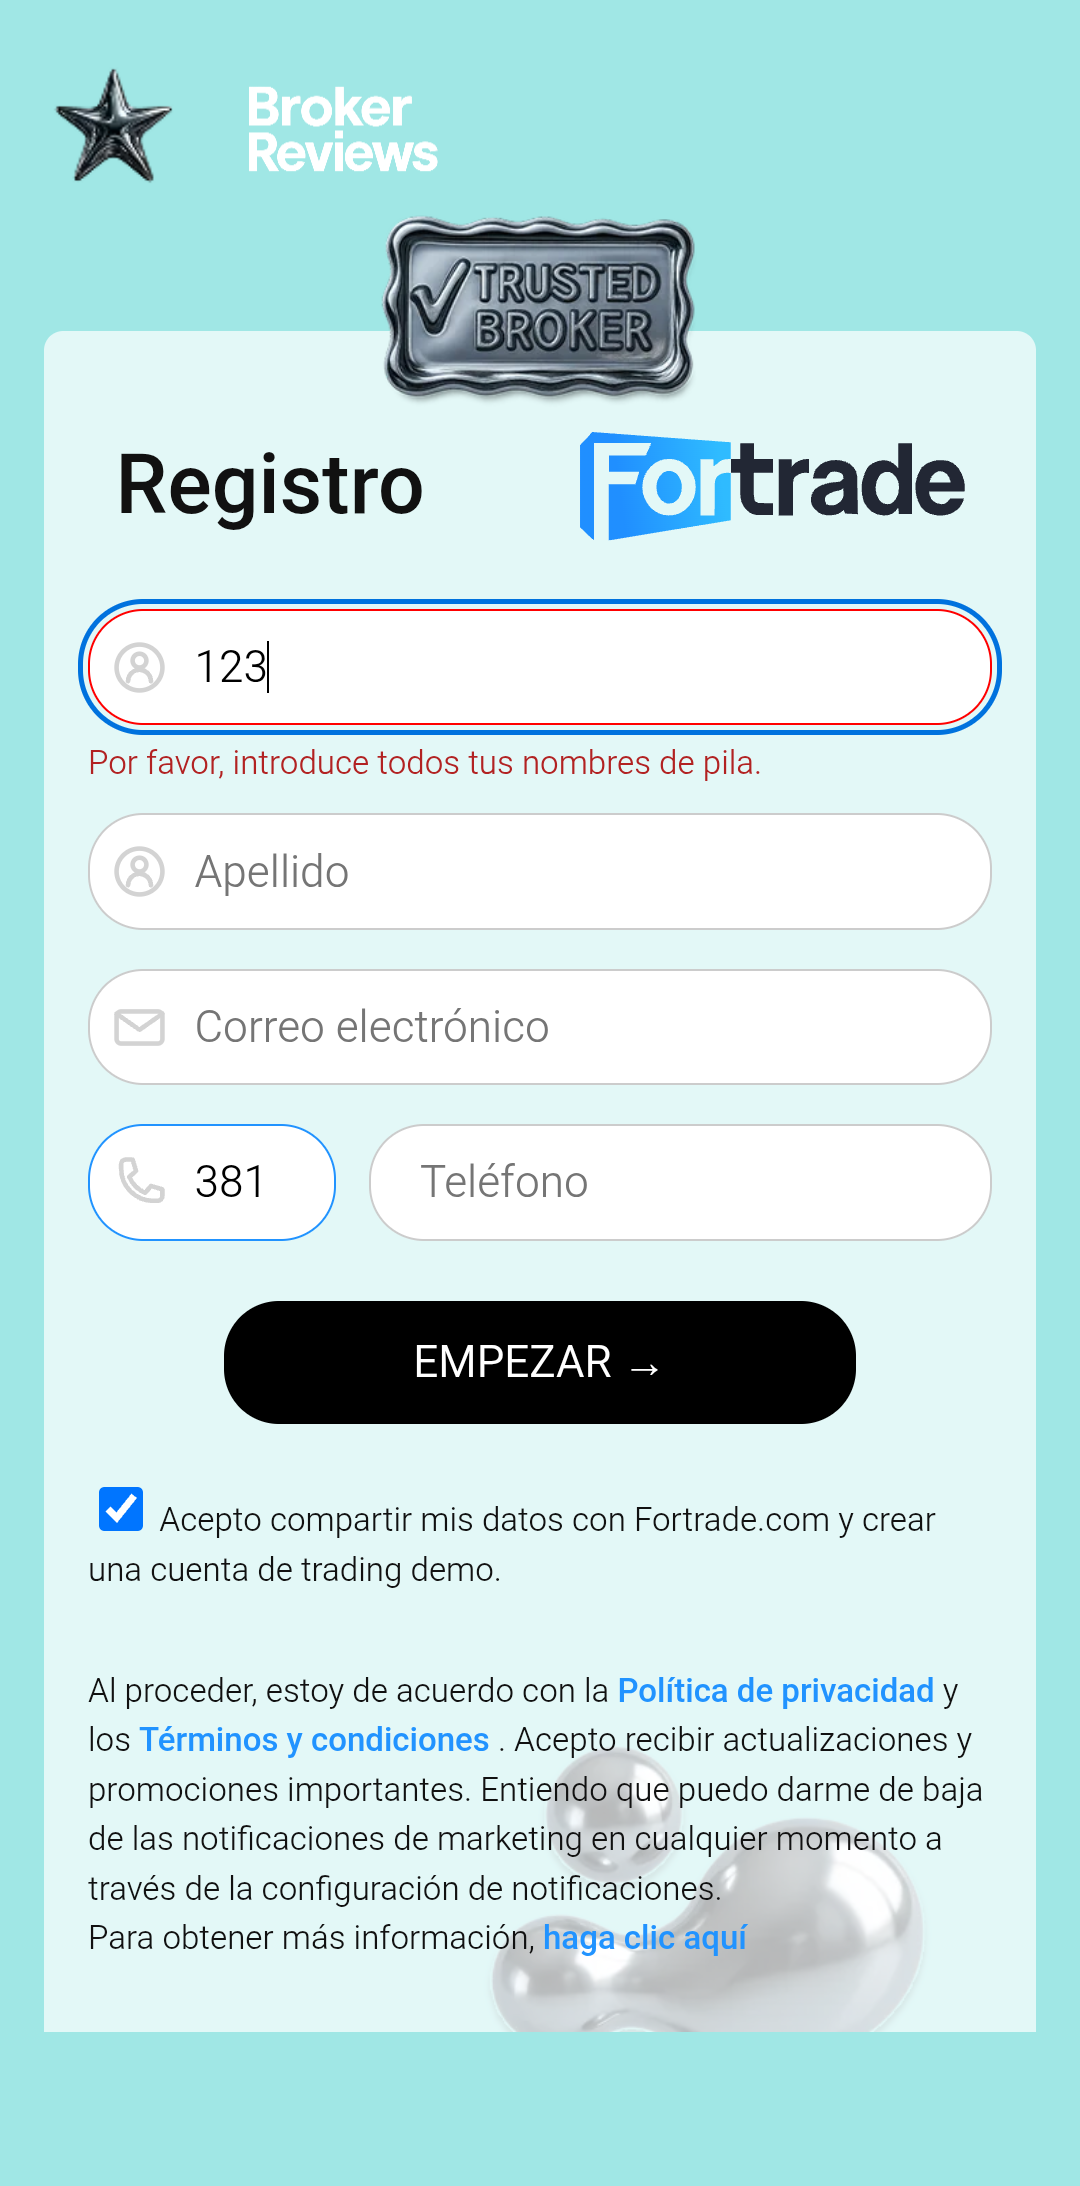 Broker
Reviews
TRUSTED
BROKER
Registro
Fortrade
123
Por favor, introduce todos tus nombres de pila.
Apellido
Correo electrónico
381
Teléfono
EMPEZAR →
Acepto compartir mis datos con Fortrade.com y crear
una cuenta de trading demo.
Al proceder, estoy de acuerdo con la Política de privacidad y
los Términos y condiciones . Acepto recibir actualizaciones y
promociones importantes. Entiendo que puedo darme de baja
de las notificaciones de marketing en cualquier momento a
través de la configuración de notificaciones.
Para obtener más información, haga clic aquí